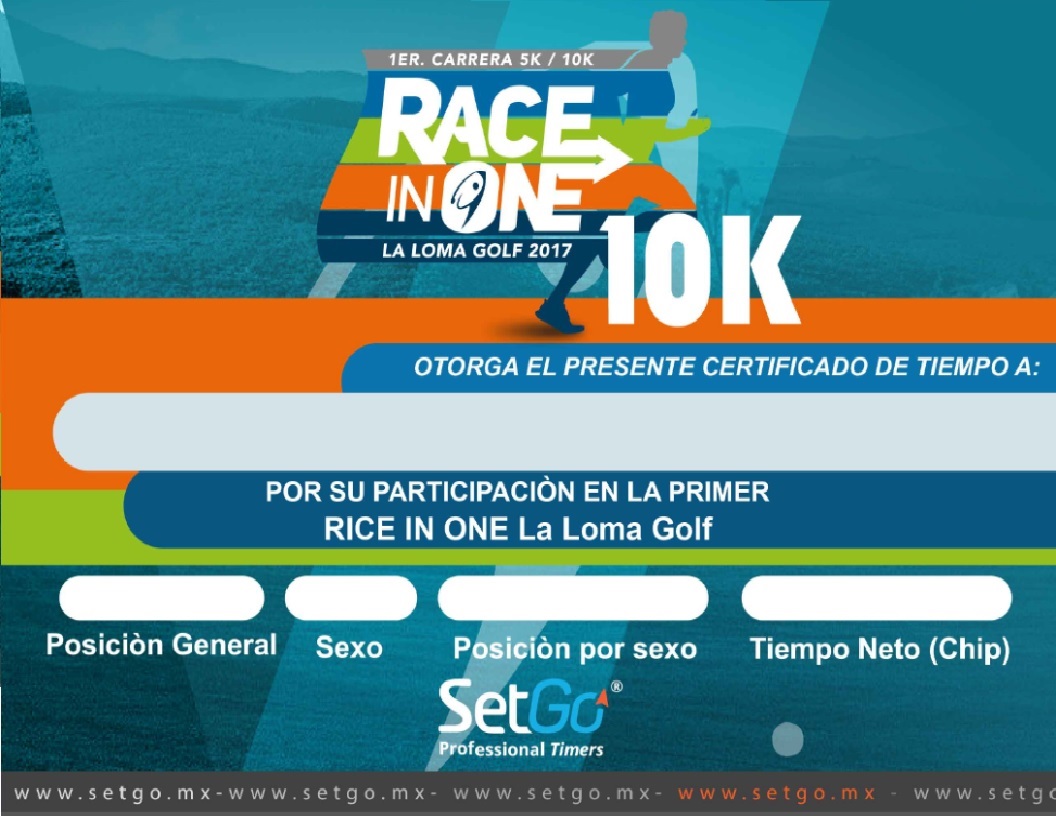 1ER. CARRERA 5K / 10K
RACE
IN ONE
LA LOMA GOLF 2017
10K
OTORGA EL PRESENTE CERTIFICADO DE TIEMPO A:
POR SU PARTICIPACIÒN EN LA PRIMER
RICE IN ONE La Loma Golf
Posiciòn General
Sexo
Posiciòn por sexo
Tiempo Neto (Chip)
SetGo®
Professional Timers
www.setgo.mx-www.setgo.mx- www.setgo.mx- www.setgo.mx - www.setgo